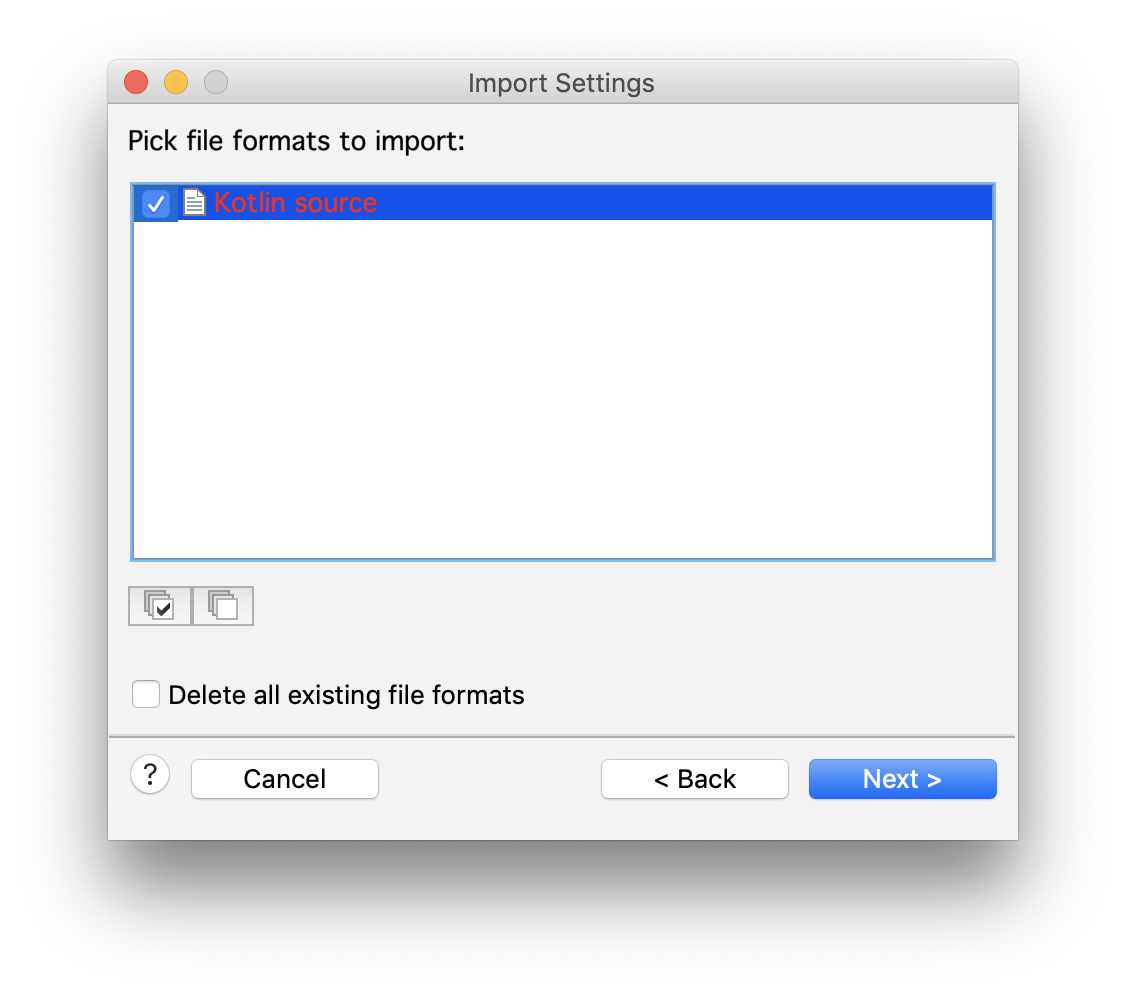 Import Settings
Pick file formats to import:
Kotlin source
Delete all existing file formats
?
Cancel
< Back
Next >